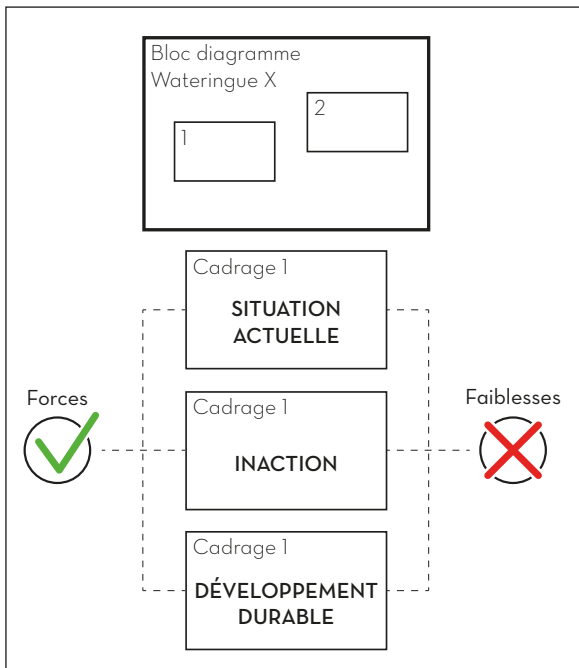 Bloc diagramme
Wateringue X
1
2
Cadrage 1
SITUATION
ACTUELLE
Forces
Faiblesses
Cadrage 1
INACTION
Cadrage 1
DÉVELOPPEMENT
DURABLE